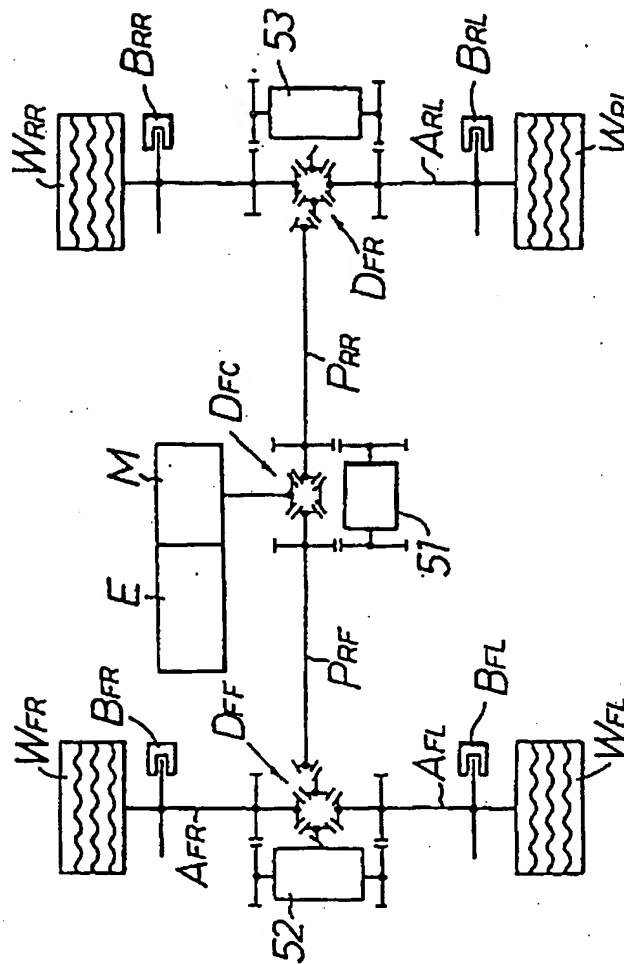 WFR
BFR
AFR
52
DFF
E
M
DFC
PRF
51
PRR
DFR
WRR
BRR
53
ARL
BRL
WRL
AFL
BFL
WFL